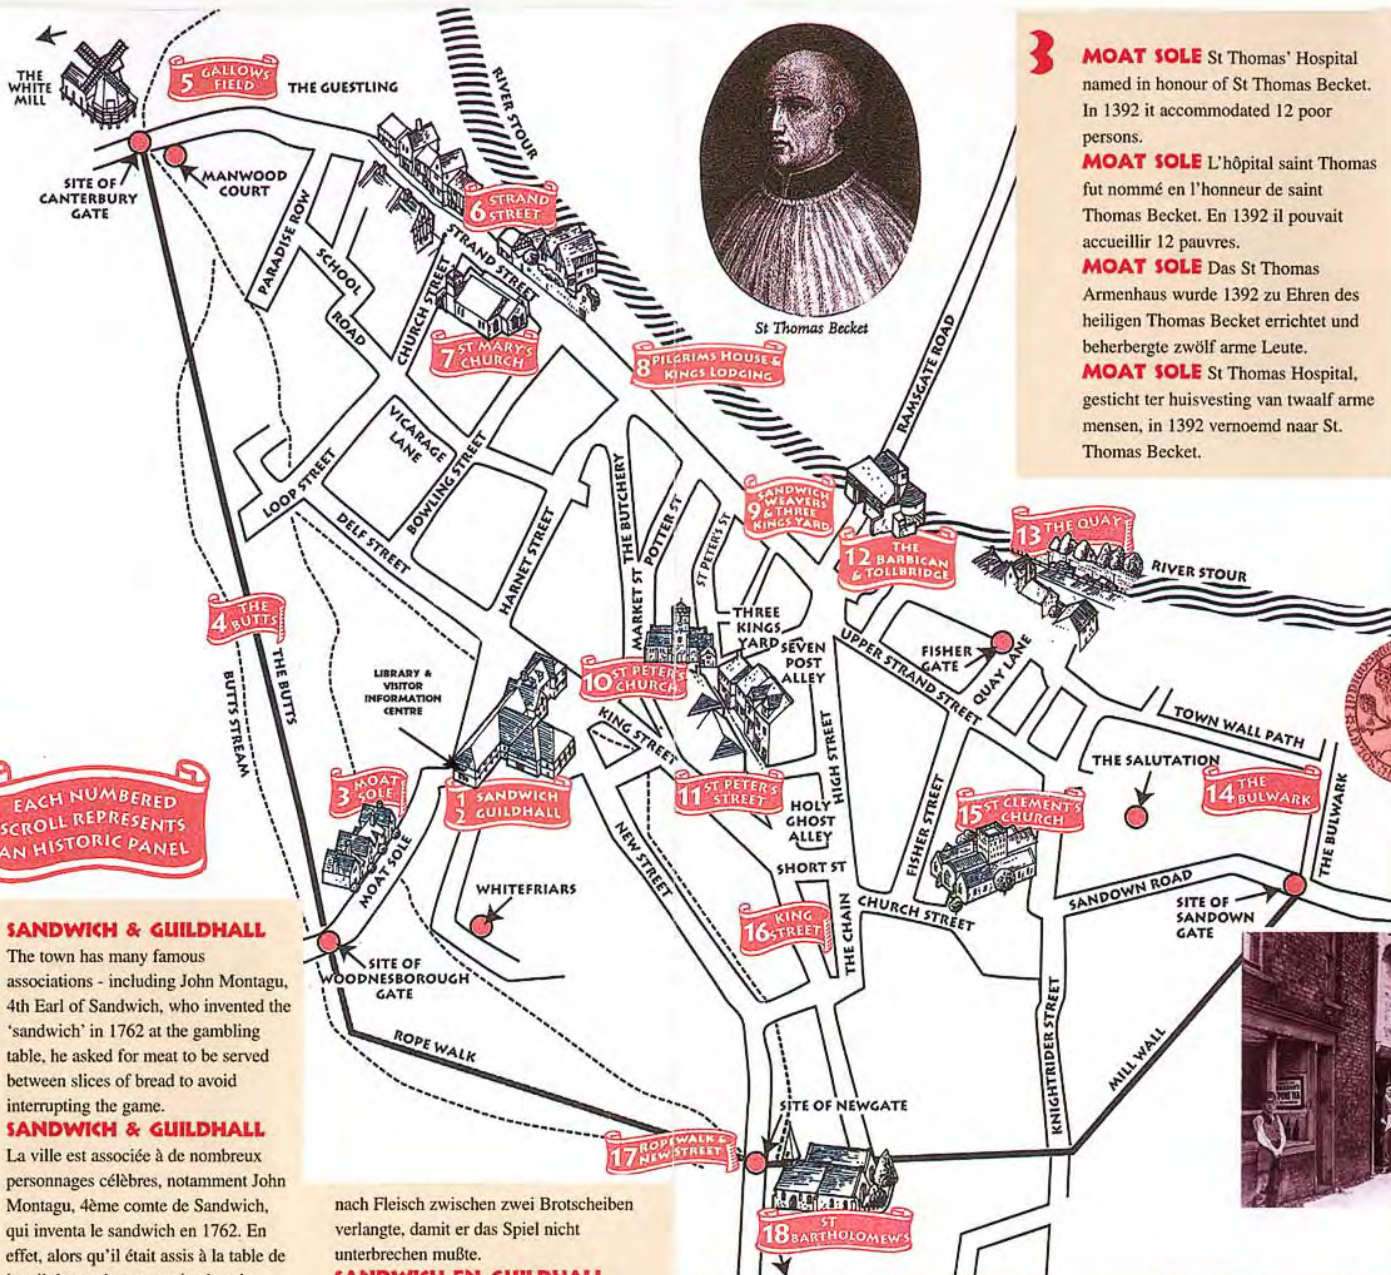 THE
WHITE
MILL
5 GALLOWS
FIELD
THE GUESTLING
RIVER STOUR
SITE OF
CANTERBURY
GATE
MANWOOD
COURT
PARADISE ROW
SCHOOL
ROAD
6 STRAND
STREET
STRAND STREET
CHURCH STREET
7 ST MARY'S
CHURCH
St Thomas Becket
8 PILGRIMS HOUSE &
KINGS LODGING
RAMSGATE ROAD
3
MOAT SOLE St Thomas' Hospital
named in honour of St Thomas Becket.
In 1392 it accommodated 12 poor
persons.
MOAT SOLE L'hôpital saint Thomas
fut nommé en l'honneur de saint
Thomas Becket. En 1392 il pouvait
accueillir 12 pauvres.
MOAT SOLE Das St Thomas
Armenhaus wurde 1392 zu Ehren des
heiligen Thomas Becket errichtet und
beherbergte zwölf arme Leute.
MOAT SOLE St Thomas Hospital,
gesticht ter huisvesting van twaalf arme
mensen, in 1392 vernoemd naar St.
Thomas Becket.
VICARAGE
LANE
LOOP STREET
BOWLING STREET
DELF STREET
HARNET STREET
THE BUTCHERY
MARKET ST
POTTER ST
ST PETER'S ST
9 SANDWICH
WEAVERS
& THREE
KINGS YARD
12 THE
BARBICAN
& TOLLBRIDGE
13 THE QUAY
RIVER STOUR
4 THE
BUTTS
THE BUTTS
BUTTS STREAM
LIBRARY &
VISITOR
INFORMATION
CENTRE
THREE
KINGS
YARD
SEVEN
POST
ALLEY
10 ST PETER'S
CHURCH
KING STREET
UPPER STRAND STREET
FISHER
GATE
QUAY LANE
TOWN WALL PATH
THE SALUTATION
14 THE
BULWARK
THE BULWARK
EACH NUMBERED
SCROLL REPRESENTS
AN HISTORIC PANEL
3 MOAT
SOLE
MOAT SOLE
1 SANDWICH
2 GUILDHALL
11 ST PETER'S
STREET
HIGH STREET
HOLY
GHOST
ALLEY
FISHER STREET
15 ST CLEMENT'S
CHURCH
NEW STREET
SHORT ST
WHITEFRIARS
16 KING
STREET
THE CHAIN
CHURCH STREET
SANDOWN ROAD
SITE OF
SANDOWN
GATE
SITE OF
WOODNESBOROUGH
GATE
ROPE WALK
KNIGHTRIDER STREET
MILL WALL
SITE OF NEWGATE
17 ROPEWALK &
NEW STREET
18 ST
BARTHOLOMEW'S
SANDWICH & GUILDHALL
The town has many famous
associations - including John Montagu,
4th Earl of Sandwich, who invented the
'sandwich' in 1762 at the gambling
table, he asked for meat to be served
between slices of bread to avoid
interrupting the game.
SANDWICH & GUILDHALL
La ville est associée à de nombreux
personnages célèbres, notamment John
Montagu, 4ème comte de Sandwich,
qui inventa le sandwich en 1762. En
effet, alors qu'il était assis à la table de
nach Fleisch zwischen zwei Brotscheiben
verlangte, damit er das Spiel nicht
unterbrechen mußte.
SANDWICH EN GUILDHALL